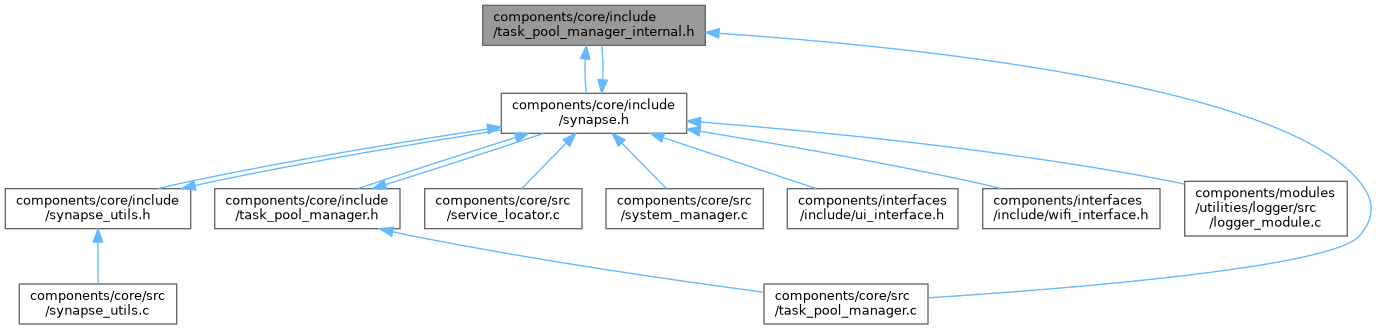 components/core/include
/task_pool_manager_internal.h
components/core/include
/synapse.h
components/core/include
/synapse_utils.h
components/core/include
/task_pool_manager.h
components/core/src
/service_locator.c
components/core/src
/system_manager.c
components/interfaces
/include/ui_interface.h
components/interfaces
/include/wifi_interface.h
components/modules
/utilities/logger/src
/logger_module.c
components/core/src
/synapse_utils.c
components/core/src
/task_pool_manager.c